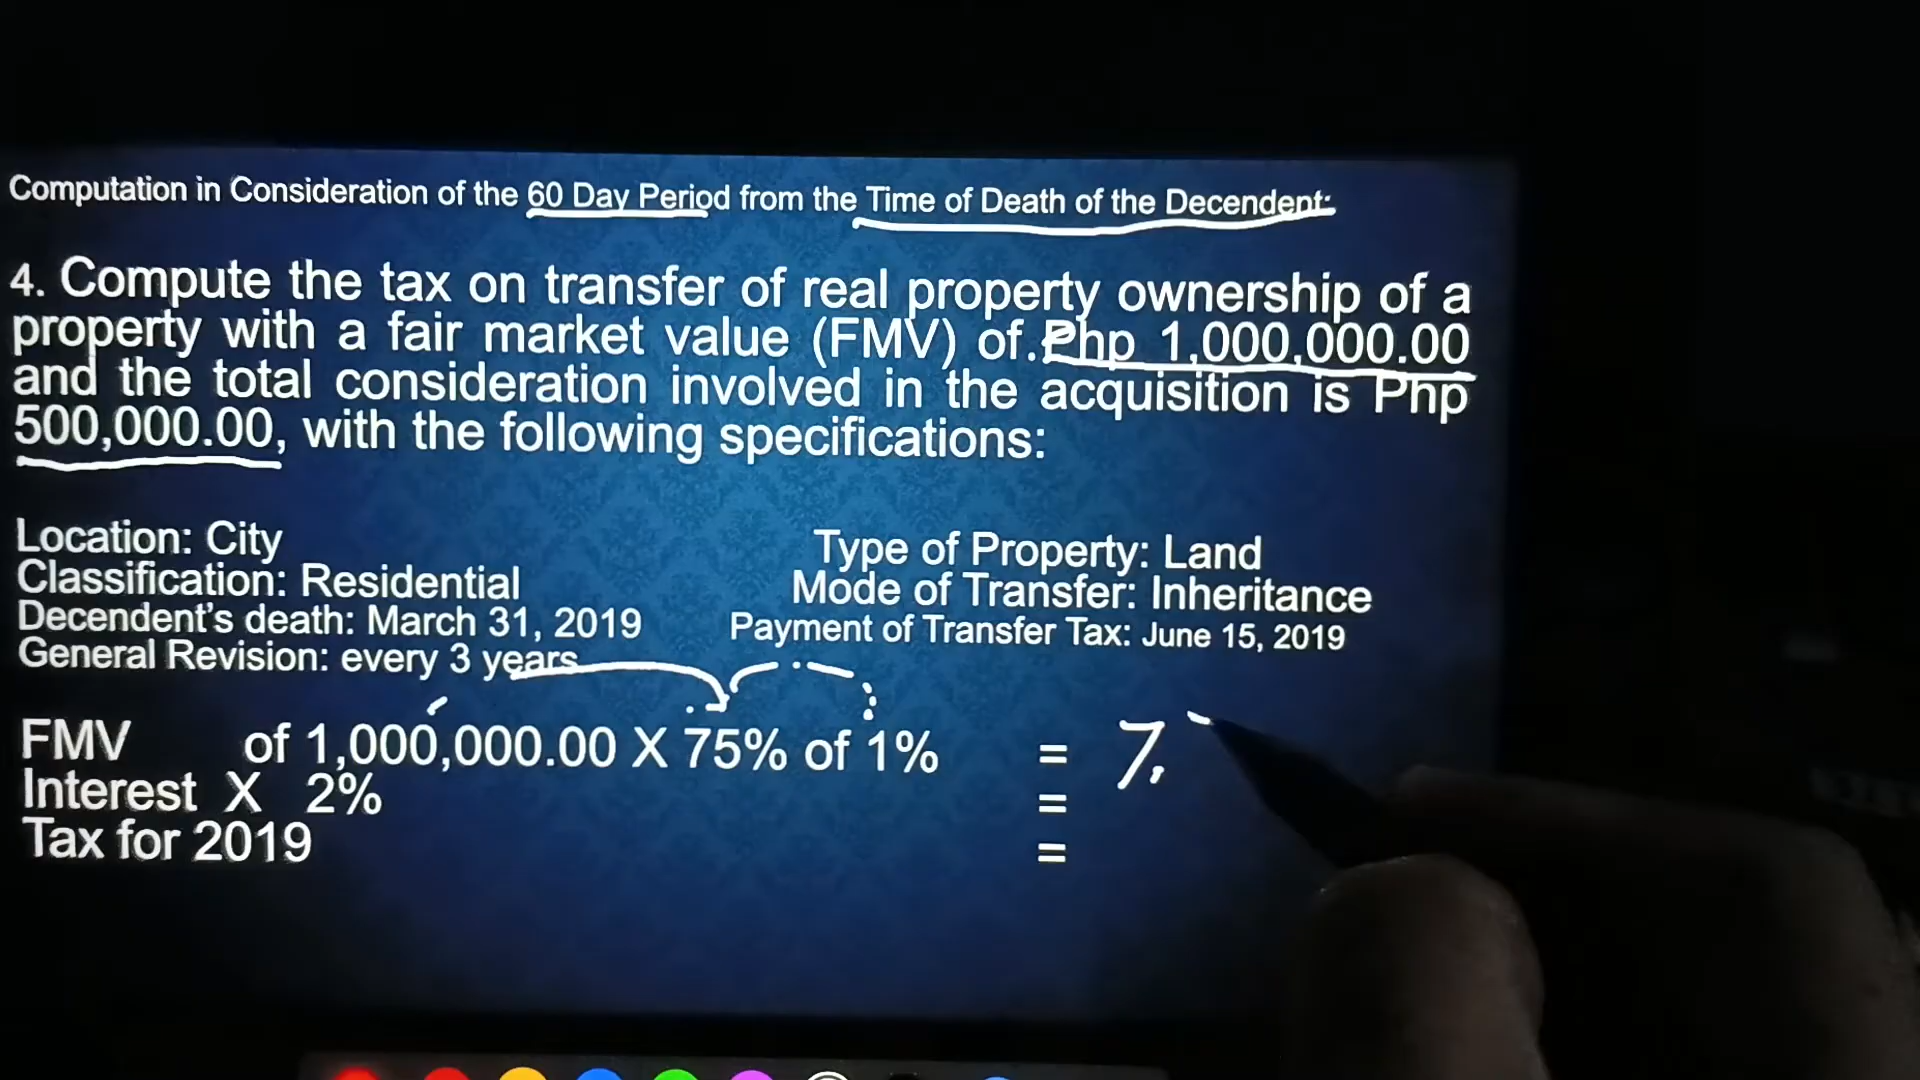 Computation in Consideration of the 60 Day Period from the Time of Death of the Decendent:
4. Compute the tax on transfer of real property ownership of a
property with a fair market value (FMV) of Php 1,000,000.00
and the total consideration involved in the acquisition is Php
500,000.00, with the following specifications:
Location: City
Classification: Residential
Decendent's death: March 31, 2019
General Revision: every 3 years
Type of Property: Land
Mode of Transfer: Inheritance
Payment of Transfer Tax: June 15, 2019
FMV of 1,000,000.00 X 75% of 1% = 7,
Interest X 2% =
Tax for 2019 =